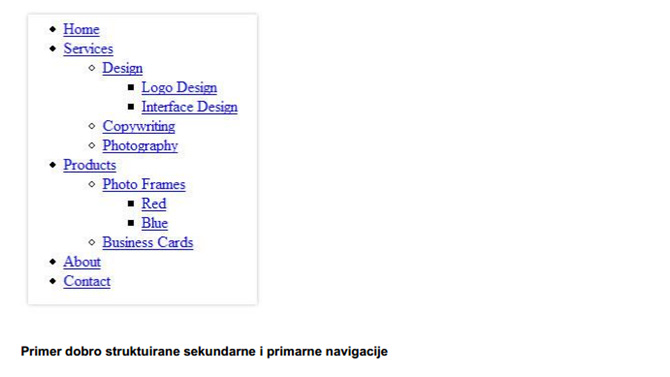 Home
Services
Design
Logo Design
Interface Design
Copywriting
Photography
Products
Photo Frames
Red
Blue
Business Cards
About
Contact
Primer dobro struktuirane sekundarne i primarne navigacije